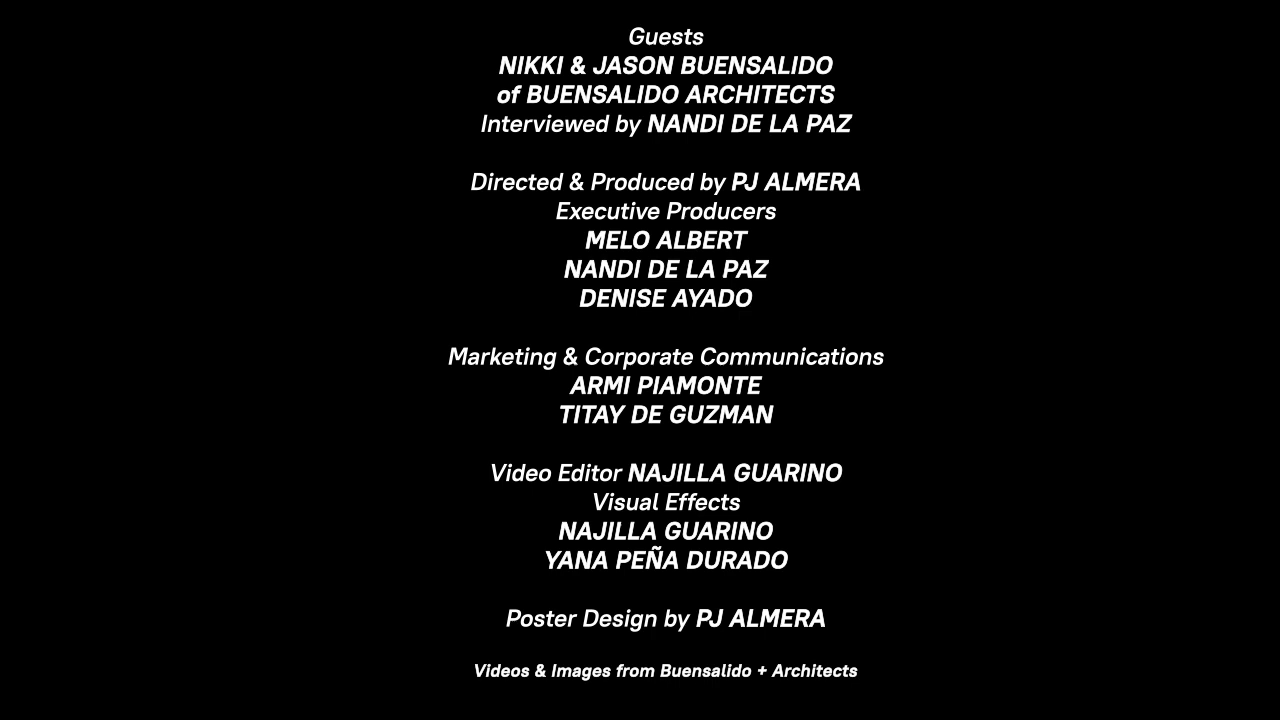 Guests
NIKKI & JASON BUENSALIDO
of BUENSALIDO ARCHITECTS
Interviewed by NANDI DE LA PAZ
Directed & Produced by PJ ALMERA
Executive Producers
MELO ALBERT
NANDI DE LA PAZ
DENISE AYADO
Marketing & Corporate Communications
ARMI PIAMONTE
TITAY DE GUZMAN
Video Editor NAJILLA GUARINO
Visual Effects
NAJILLA GUARINO
YANA PEÑA DURADO
Poster Design by PJ ALMERA
Videos & Images from Buensalido + Architects